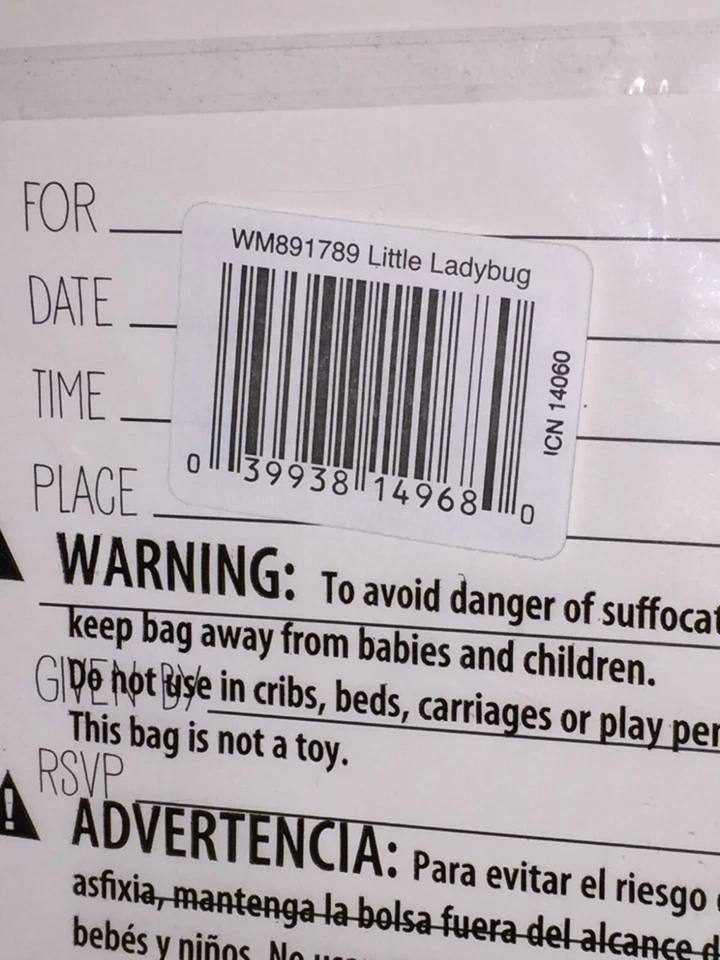 FOR
WM891789 Little Ladybug
DATE
ICN 14060
TIME
0 39938 14968 0
PLACE
WARNING: To avoid danger of
keep bag away from babies and children.
GIVEN BY
Do not use in cribs, beds, carriages or play
This bag is not a toy.
RSVP
ADVERTENCIA: Para evitar el riesgo
asfixia, mantenga la bolsa fuera del alcance
bebés y niños. No